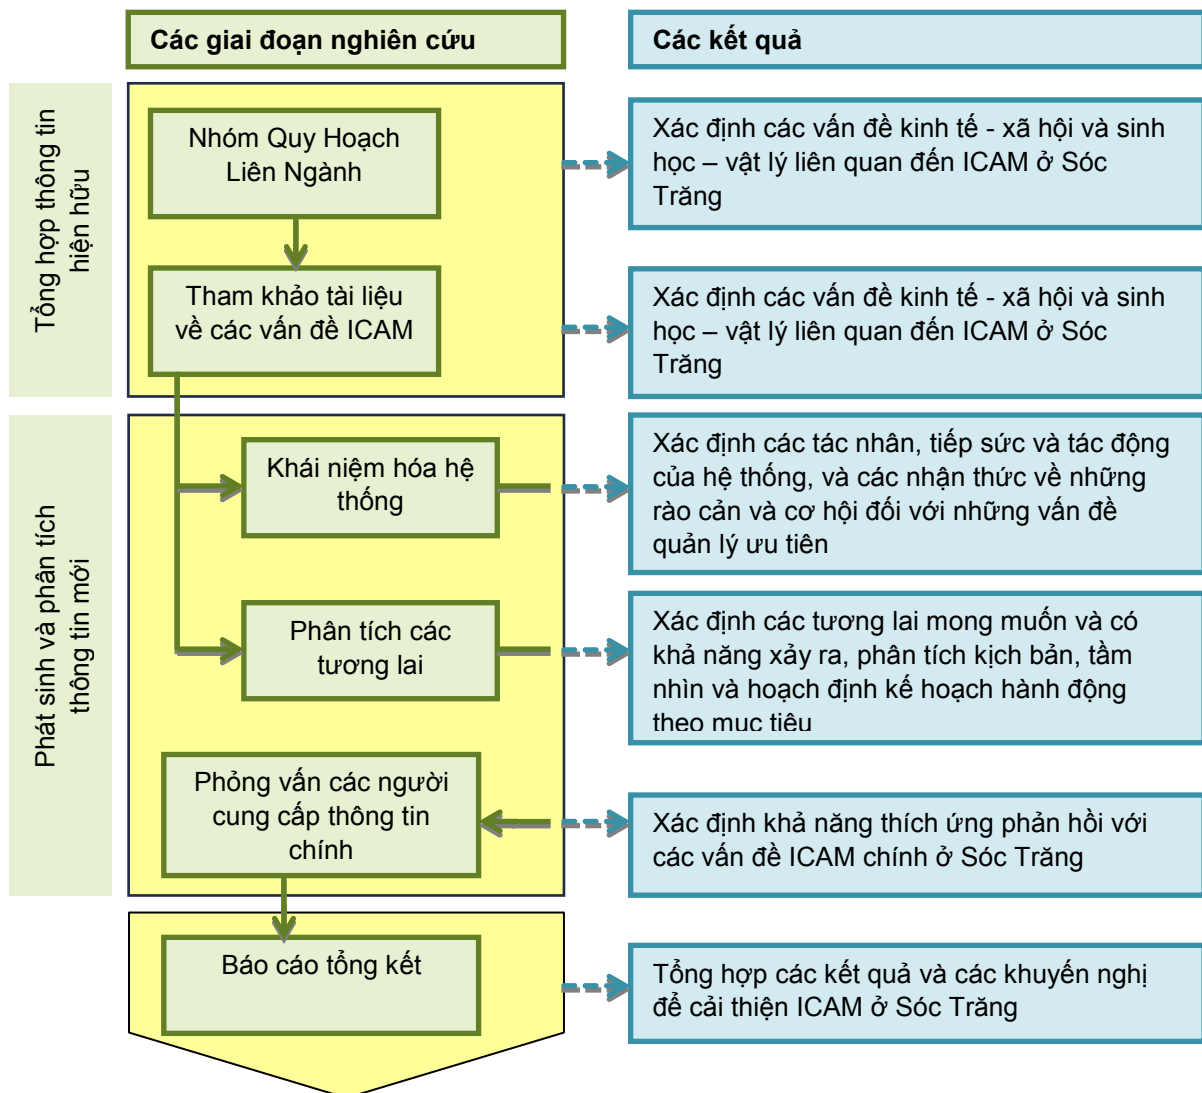 Các giai đoạn nghiên cứu
Các kết quả
Tổng hợp thông tin
hiện hữu
Nhóm Quy Hoạch
Liên Ngành
Xác định các vấn đề kinh tế - xã hội và sinh
học – vật lý liên quan đến ICAM ở Sóc
Trăng
Tham khảo tài liệu
về các vấn đề ICAM
Xác định các vấn đề kinh tế - xã hội và sinh
học – vật lý liên quan đến ICAM ở Sóc
Trăng
Phát sinh và phân tích
thông tin mới
Khái niệm hóa hệ
thống
Xác định các tác nhân, tiếp sức và tác động
của hệ thống, và các nhận thức về những
rào cản và cơ hội đối với những vấn đề
quản lý ưu tiên
Phân tích các
tương lai
Xác định các tương lai mong muốn và có
khả năng xảy ra, phân tích kịch bản, tầm
nhìn và hoạch định kế hoạch hành động
theo mục tiêu
Phỏng vấn các người
cung cấp thông tin
chính
Xác định khả năng thích ứng phản hồi với
các vấn đề ICAM chính ở Sóc Trăng
Báo cáo tổng kết
Tổng hợp các kết quả và các khuyến nghị
để cải thiện ICAM ở Sóc Trăng